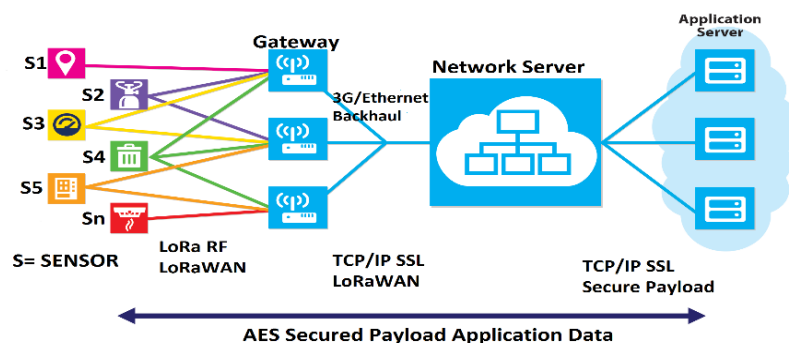 Application
Server
Gateway
S1
Network Server
S2
3G/Ethernet
Backhaul
S3
S4
S5
Sn
LoRa RF
LoRaWAN
S= SENSOR
TCP/IP SSL
LoRaWAN
TCP/IP SSL
Secure Payload
AES Secured Payload Application Data